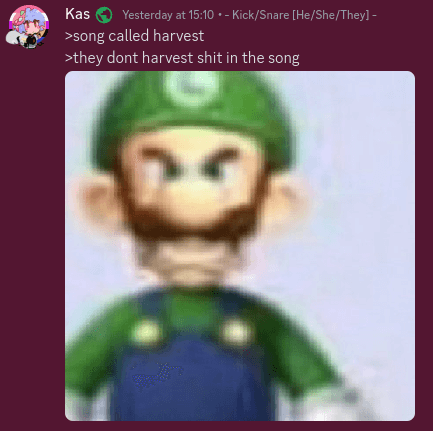 Kas Yesterday at 15:10 • - Kick/Snare [He/She/They] -
>song called harvest
>they dont harvest shit in the song
L